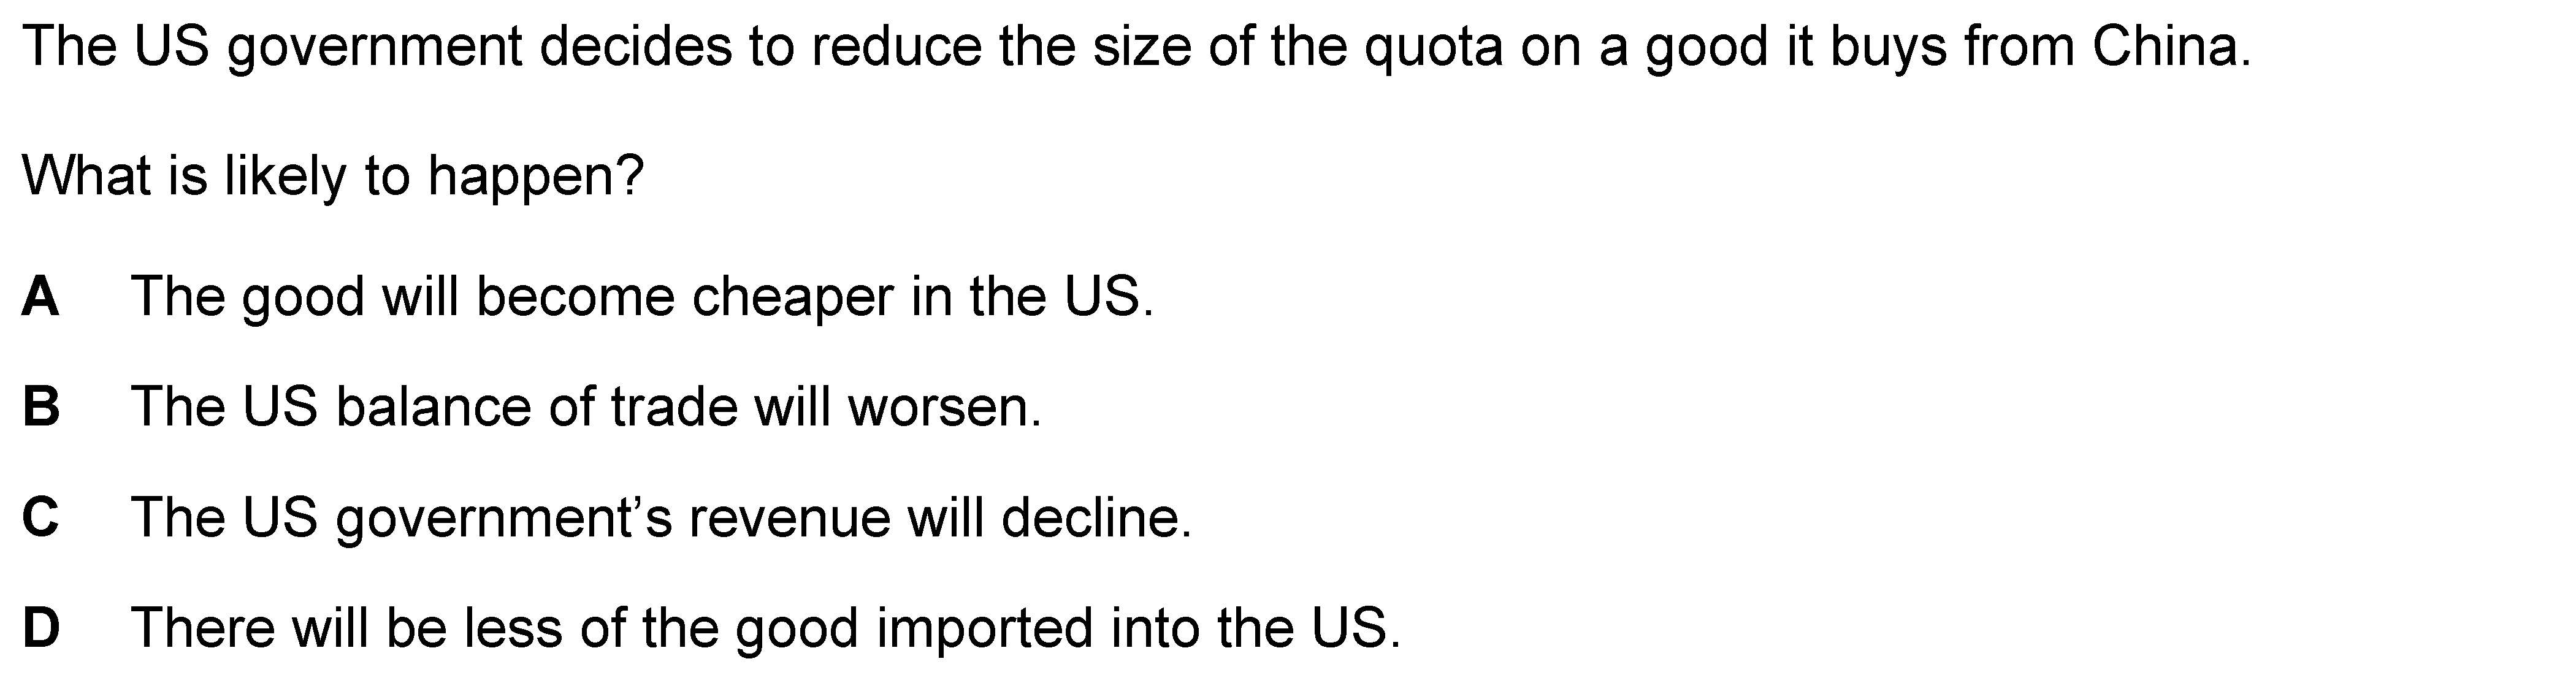 The US government decides to reduce the size of the quota on a good it buys from China.
What is likely to happen?
A The good will become cheaper in the US.
B The US balance of trade will worsen.
C The US government’s revenue will decline.
D There will be less of the good imported into the US.